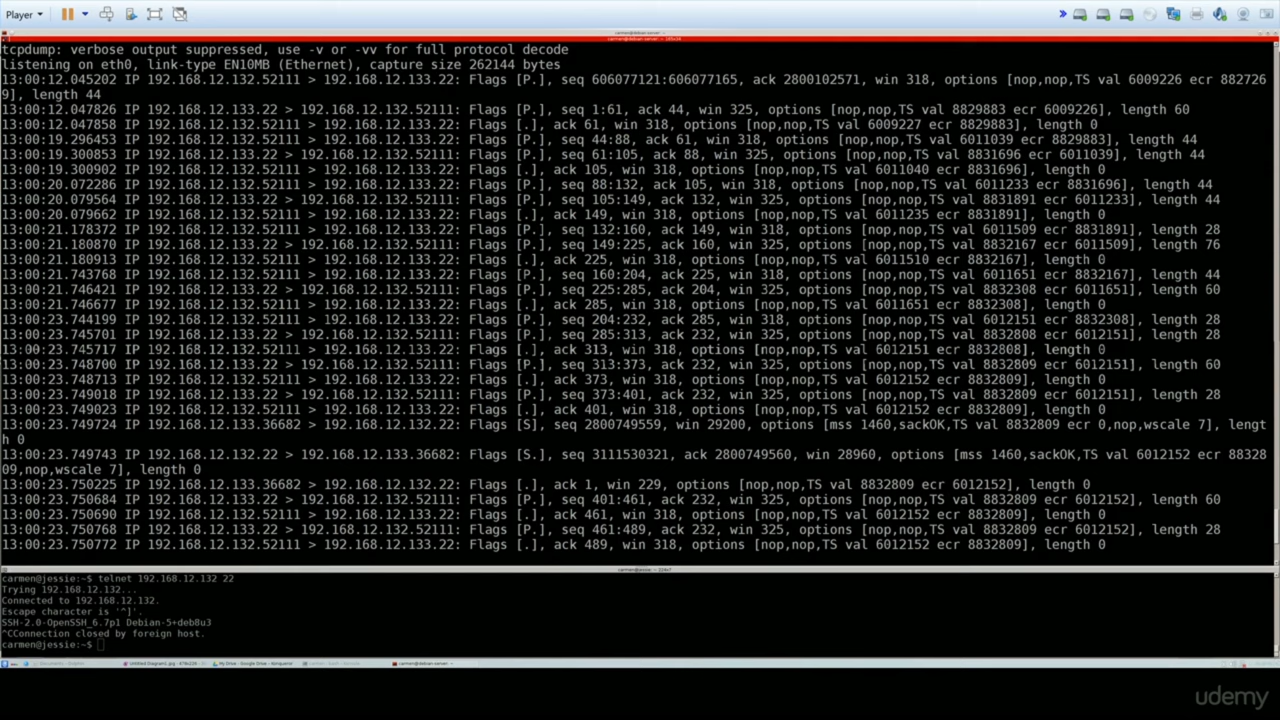 Player
carmen@debian-server: ~
tcpdump: verbose output suppressed, use -v or -vv for full protocol decode
listening on eth0, link-type EN10MB (Ethernet), capture size 262144 bytes
13:00:12.045202 IP 192.168.12.132.52111 > 192.168.12.133.22: Flags [P.], seq 606077121:606077165, ack 2800102571, win 318, options [nop,nop,TS val 6009226 ecr 882726
9], length 44
13:00:12.047826 IP 192.168.12.133.22 > 192.168.12.132.52111: Flags [P.], seq 1:61, ack 44, win 325, options [nop,nop,TS val 8829883 ecr 6009226], length 60
13:00:12.047858 IP 192.168.12.132.52111 > 192.168.12.133.22: Flags [.], ack 61, win 318, options [nop,nop,TS val 6009227 ecr 8829883], length 0
13:00:19.296453 IP 192.168.12.132.52111 > 192.168.12.133.22: Flags [P.], seq 44:88, ack 61, win 318, options [nop,nop,TS val 6011039 ecr 8829883], length 44
13:00:19.300853 IP 192.168.12.133.22 > 192.168.12.132.52111: Flags [P.], seq 61:105, ack 88, win 325, options [nop,nop,TS val 8831696 ecr 6011039], length 44
13:00:19.300902 IP 192.168.12.132.52111 > 192.168.12.133.22: Flags [.], ack 105, win 318, options [nop,nop,TS val 6011040 ecr 8831696], length 0
13:00:20.072286 IP 192.168.12.132.52111 > 192.168.12.133.22: Flags [P.], seq 88:132, ack 105, win 318, options [nop,nop,TS val 6011233 ecr 8831696], length 44
13:00:20.079564 IP 192.168.12.133.22 > 192.168.12.132.52111: Flags [P.], seq 105:149, ack 132, win 325, options [nop,nop,TS val 8831891 ecr 6011233], length 44
13:00:20.079662 IP 192.168.12.132.52111 > 192.168.12.133.22: Flags [.], ack 149, win 318, options [nop,nop,TS val 6011235 ecr 8831891], length 0
13:00:21.178372 IP 192.168.12.132.52111 > 192.168.12.133.22: Flags [P.], seq 132:160, ack 149, win 318, options [nop,nop,TS val 6011509 ecr 8831891], length 28
13:00:21.180870 IP 192.168.12.133.22 > 192.168.12.132.52111: Flags [P.], seq 149:225, ack 160, win 325, options [nop,nop,TS val 8832167 ecr 6011509], length 76
13:00:21.180913 IP 192.168.12.132.52111 > 192.168.12.133.22: Flags [.], ack 225, win 318, options [nop,nop,TS val 6011510 ecr 8832167], length 0
13:00:21.743768 IP 192.168.12.132.52111 > 192.168.12.133.22: Flags [P.], seq 160:204, ack 225, win 318, options [nop,nop,TS val 6011651 ecr 8832167], length 44
13:00:21.746421 IP 192.168.12.133.22 > 192.168.12.132.52111: Flags [P.], seq 225:285, ack 204, win 325, options [nop,nop,TS val 8832308 ecr 6011651], length 60
13:00:21.746677 IP 192.168.12.132.52111 > 192.168.12.133.22: Flags [.], ack 285, win 318, options [nop,nop,TS val 6011651 ecr 8832308], length 0
13:00:23.744199 IP 192.168.12.132.52111 > 192.168.12.133.22: Flags [P.], seq 204:232, ack 285, win 318, options [nop,nop,TS val 6012151 ecr 8832308], length 28
13:00:23.745701 IP 192.168.12.133.22 > 192.168.12.132.52111: Flags [P.], seq 285:313, ack 232, win 325, options [nop,nop,TS val 8832808 ecr 6012151], length 28
13:00:23.745717 IP 192.168.12.132.52111 > 192.168.12.133.22: Flags [.], ack 313, win 318, options [nop,nop,TS val 6012151 ecr 8832808], length 0
13:00:23.748700 IP 192.168.12.133.22 > 192.168.12.132.52111: Flags [P.], seq 313:373, ack 232, win 325, options [nop,nop,TS val 8832809 ecr 6012151], length 60
13:00:23.748713 IP 192.168.12.132.52111 > 192.168.12.133.22: Flags [.], ack 373, win 318, options [nop,nop,TS val 6012152 ecr 8832809], length 0
13:00:23.749018 IP 192.168.12.133.22 > 192.168.12.132.52111: Flags [P.], seq 373:401, ack 232, win 325, options [nop,nop,TS val 8832809 ecr 6012151], length 28
13:00:23.749023 IP 192.168.12.132.52111 > 192.168.12.133.22: Flags [.], ack 401, win 318, options [nop,nop,TS val 6012152 ecr 8832809], length 0
13:00:23.749724 IP 192.168.12.133.36682 > 192.168.12.132.22: Flags [S], seq 2800749559, win 29200, options [mss 1460,sackOK,TS val 8832809 ecr 0,nop,wscale 7], lengt
h 0
13:00:23.749743 IP 192.168.12.132.22 > 192.168.12.133.36682: Flags [S.], seq 3111530321, ack 2800749560, win 28960, options [mss 1460,sackOK,TS val 6012152 ecr 88328
09,nop,wscale 7], length 0
13:00:23.750225 IP 192.168.12.133.36682 > 192.168.12.132.22: Flags [.], ack 1, win 229, options [nop,nop,TS val 8832809 ecr 6012152], length 0
13:00:23.750684 IP 192.168.12.133.22 > 192.168.12.132.52111: Flags [P.], seq 401:461, ack 232, win 325, options [nop,nop,TS val 8832809 ecr 6012152], length 60
13:00:23.750690 IP 192.168.12.132.52111 > 192.168.12.133.22: Flags [.], ack 461, win 318, options [nop,nop,TS val 6012152 ecr 8832809], length 0
13:00:23.750768 IP 192.168.12.133.22 > 192.168.12.132.52111: Flags [P.], seq 461:489, ack 232, win 325, options [nop,nop,TS val 8832809 ecr 6012152], length 28
13:00:23.750772 IP 192.168.12.132.52111 > 192.168.12.133.22: Flags [.], ack 489, win 318, options [nop,nop,TS val 6012152 ecr 8832809], length 0
carmen@jessie: ~
carmen@jessie:~$ telnet 192.168.12.132 22
Trying 192.168.12.132...
Connected to 192.168.12.132.
Escape character is '^]'.
SSH-2.0-OpenSSH_6.7p1 Debian-5+deb8u3
^CConnection closed by foreign host.
carmen@jessie:~$
My Drive - Google Drive - Konqueror
carmen@debian-server: ~
udemy